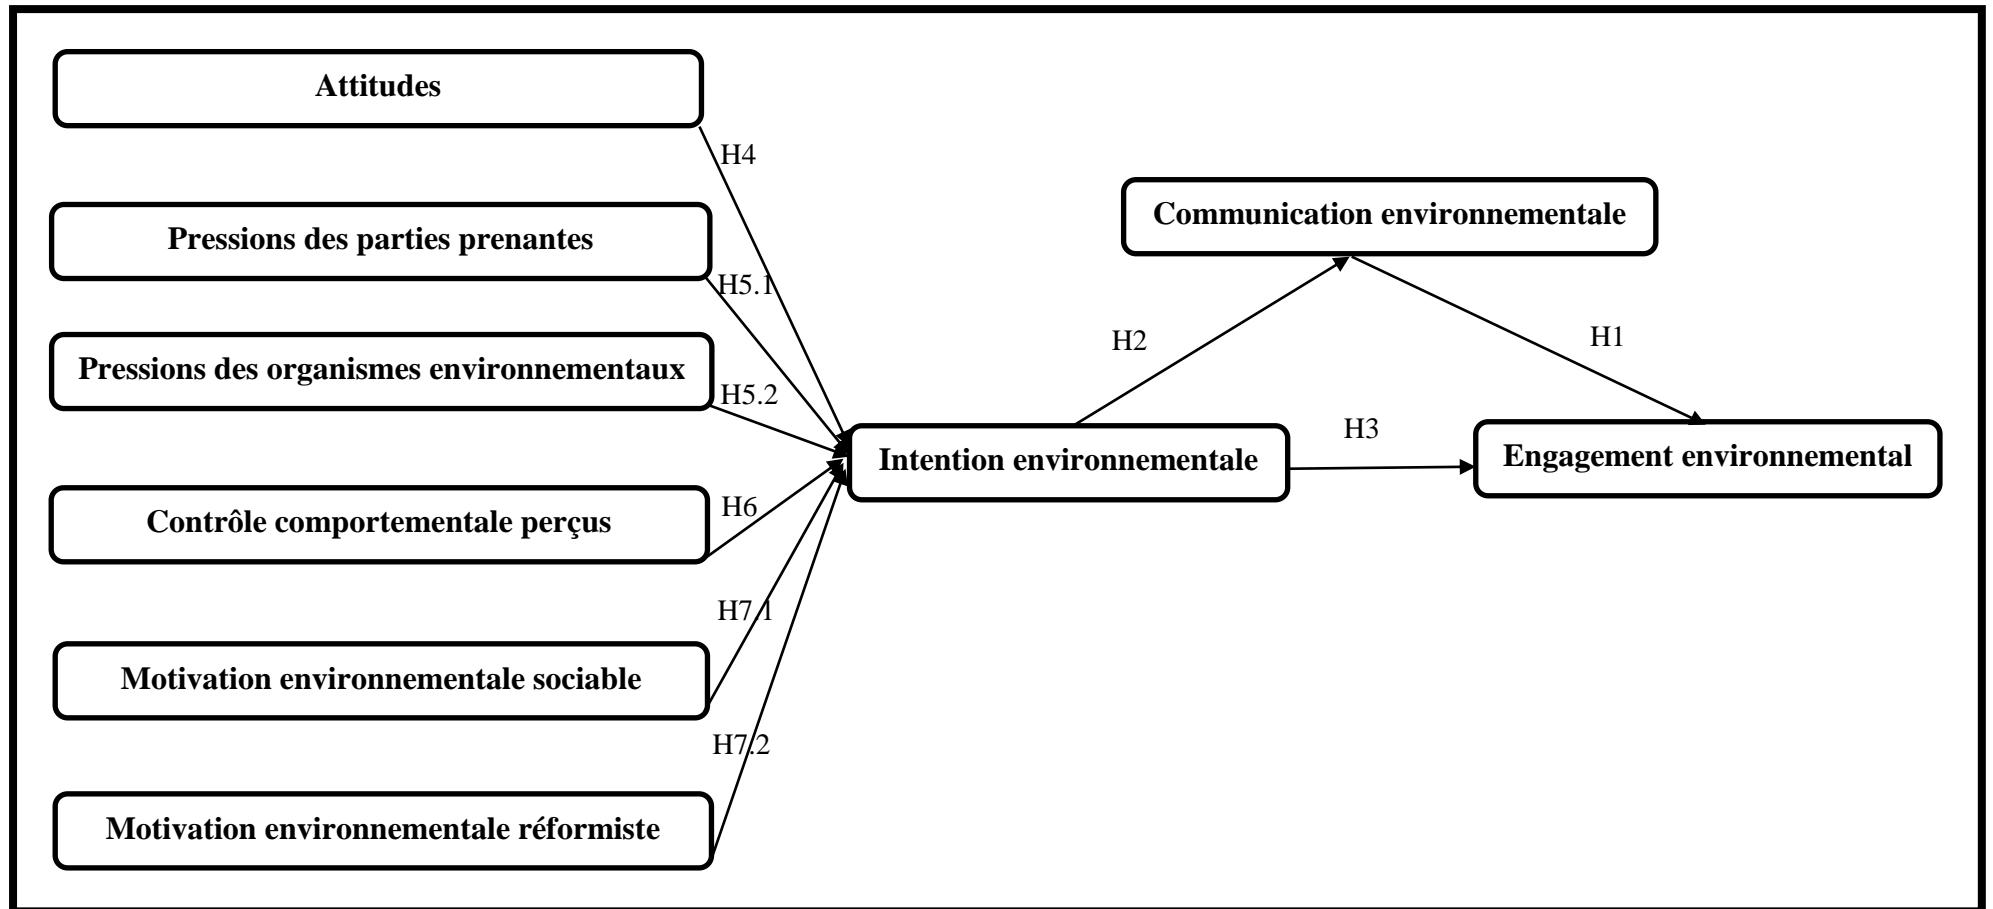 Attitudes
H4
Communication environnementale
Pressions des parties prenantes
H5.1
H2
H1
Pressions des organismes environnementaux
H5.2
H3
Intention environnementale
Engagement environnemental
Contrôle comportementale perçus
H6
H7.1
Motivation environnementale sociable
H7.2
Motivation environnementale réformiste